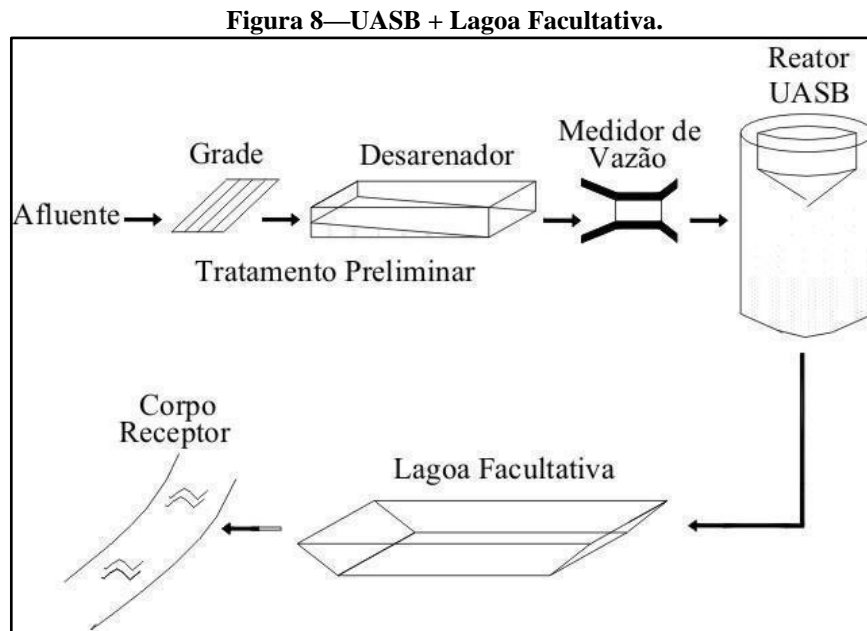 Figura 8—UASB + Lagoa Facultativa.
Reator
UASB
Medidor de
Vazão
Grade
Desarenador
Afluente
Tratamento Preliminar
Corpo
Receptor
Lagoa Facultativa